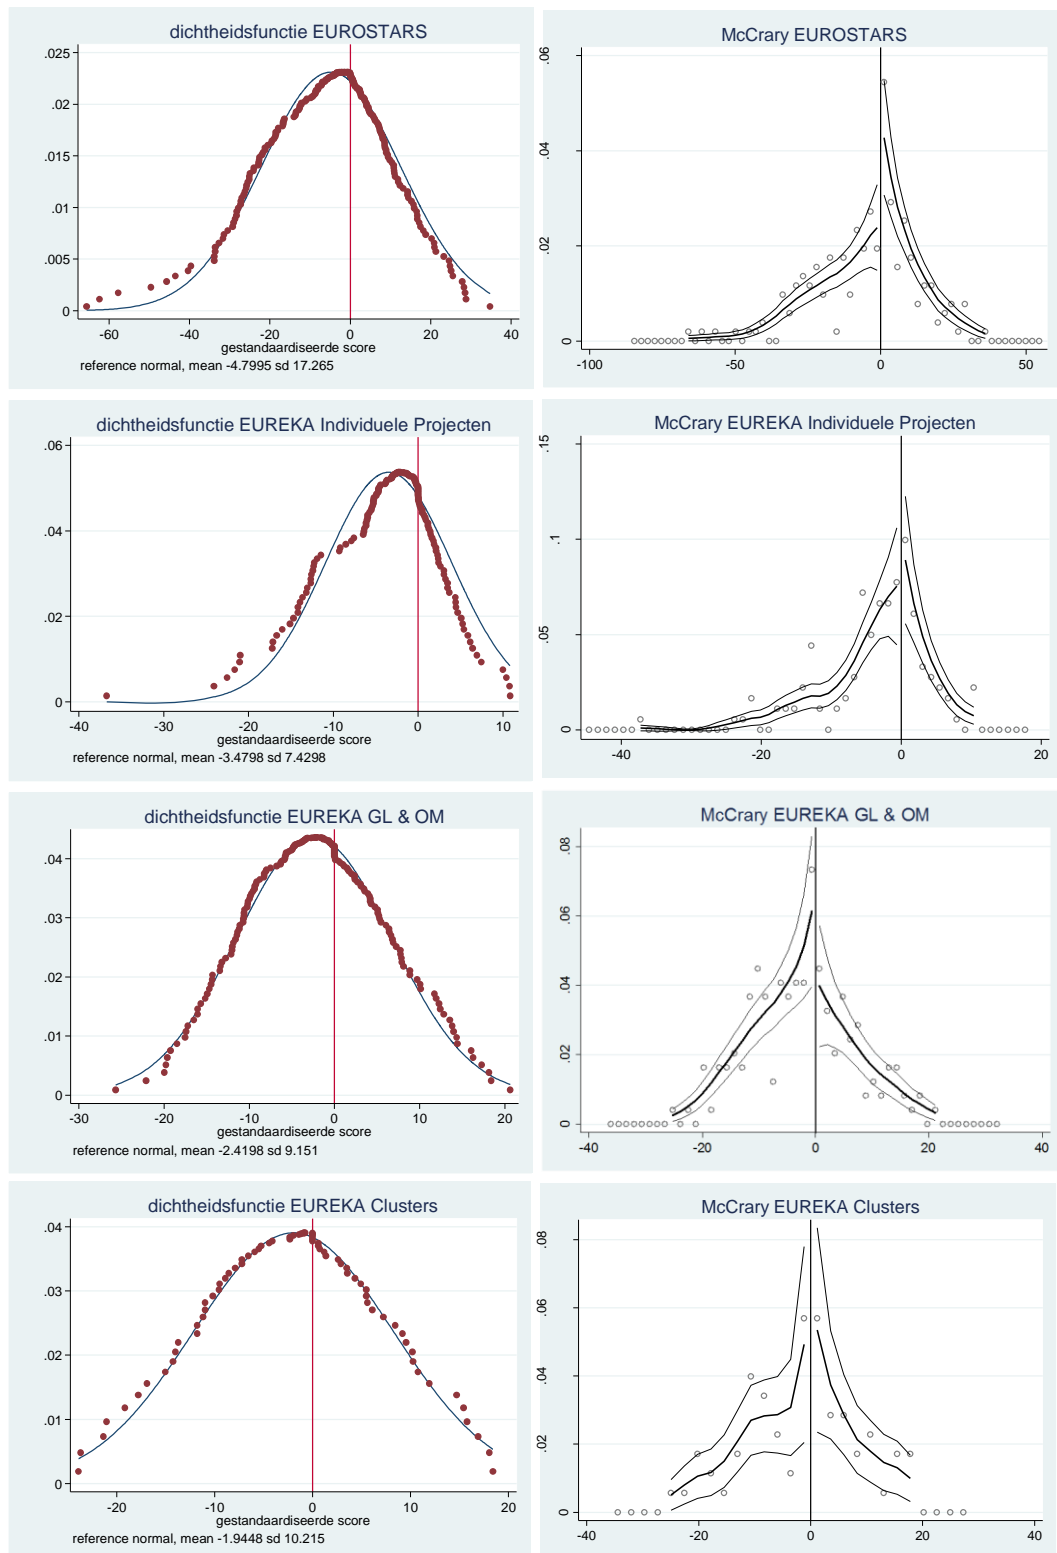 dichtheidsfunctie EUROSTARS
.025
.02
.015
.01
.005
0
-60 -40 -20 0 20 40
gestandaardiseerde score
reference normal, mean -4.7995 sd 17.265
McCrary EUROSTARS
.06
.04
.02
0
-100 -50 0 50
dichtheidsfunctie EUREKA Individuele Projecten
.06
.04
.02
0
-40 -30 -20 -10 0 10
gestandaardiseerde score
reference normal, mean -3.4798 sd 7.4298
McCrary EUREKA Individuele Projecten
.15
.1
.05
0
-40 -20 0 20
dichtheidsfunctie EUREKA GL & OM
.04
.03
.02
.01
0
-30 -20 -10 0 10 20
gestandaardiseerde score
reference normal, mean -2.4198 sd 9.151
McCrary EUREKA GL & OM
.08
.06
.04
.02
0
-40 -20 0 20 40
dichtheidsfunctie EUREKA Clusters
.04
.03
.02
.01
0
-20 -10 0 10 20
gestandaardiseerde score
reference normal, mean -1.9448 sd 10.215
McCrary EUREKA Clusters
.08
.06
.04
.02
0
-40 -20 0 20 40